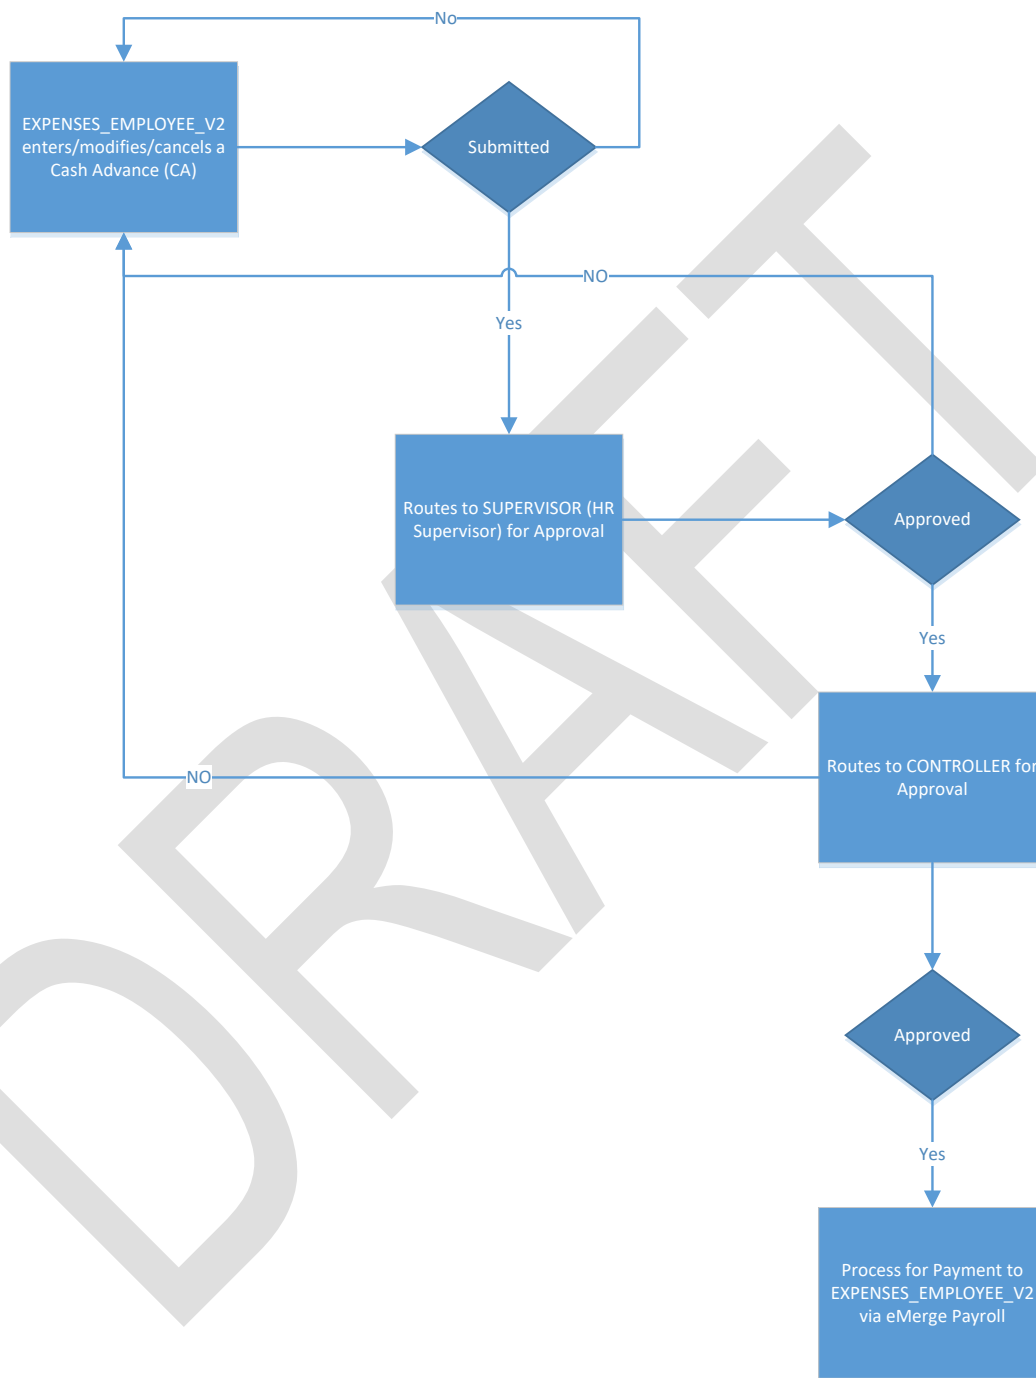 No
EXPENSES_EMPLOYEE_V2
enters/modifies/cancels a
Cash Advance (CA)
Submitted
NO
Yes
Routes to SUPERVISOR (HR
Supervisor) for Approval
Approved
Yes
NO
Routes to CONTROLLER for
Approval
Approved
Yes
Process for Payment to
EXPENSES_EMPLOYEE_V2
via eMerge Payroll
DRAFT